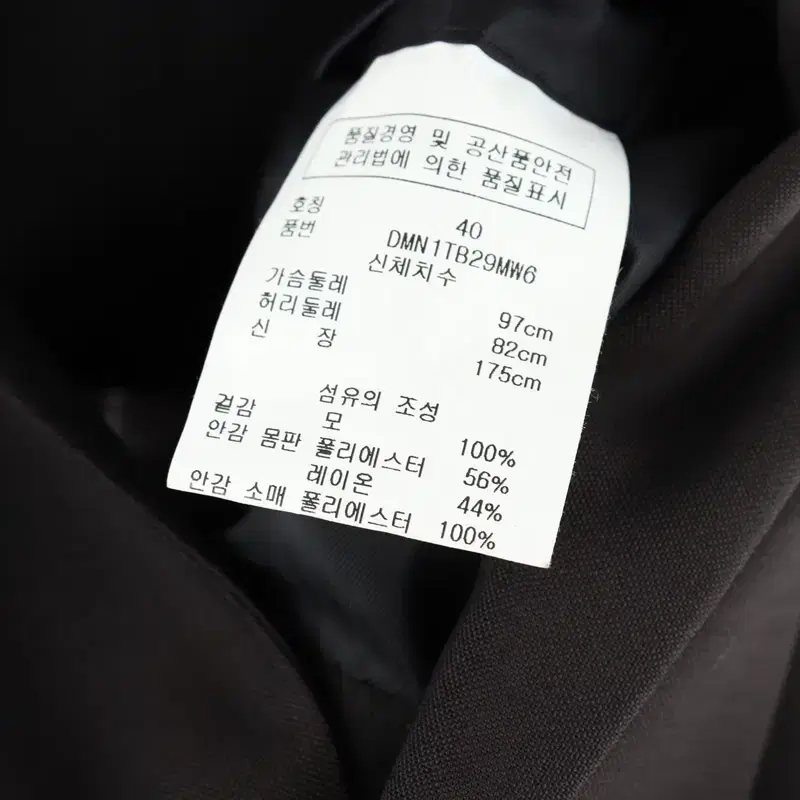 품질경영 및 공산품안전
관리법에 의한 품질표시
호칭 40
품번 DMN1TB29MW6
신체치수
가슴둘레 97cm
허리둘레 82cm
신 장 175cm
섬유의 조성
겉감 모 100%
안감 몸판 폴리에스터 56%
레이온 44%
안감 소매 폴리에스터 100%